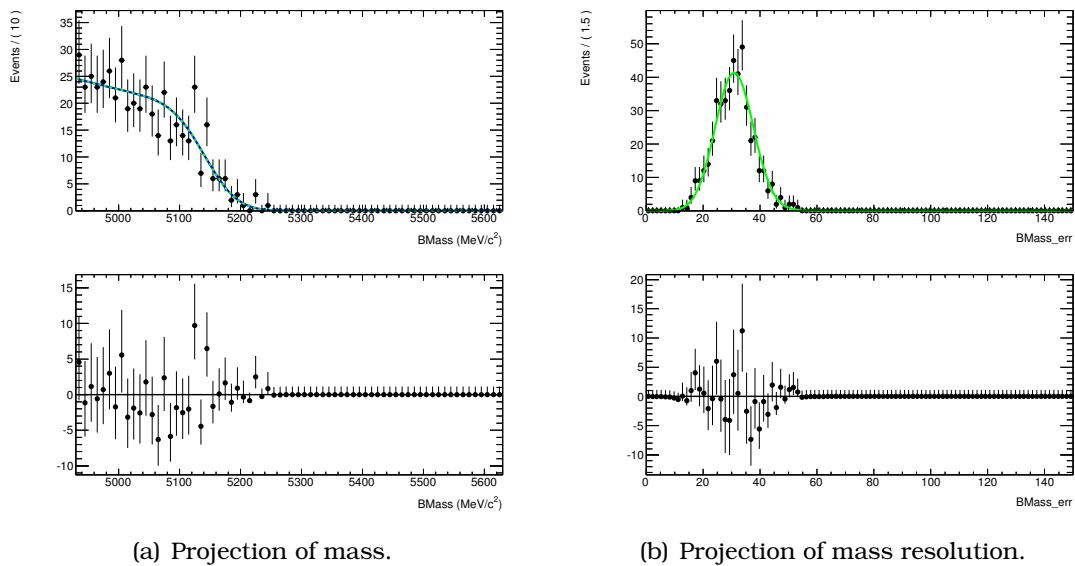 Events / ( 10 )
35
30
25
20
15
10
5
0
5000 5100 5200 5300 5400 5500 5600
BMass (MeV/c²)
Events / ( 1.5 )
50
40
30
20
10
0
0 20 40 60 80 100 120 140
BMass_err
15
10
5
0
-5
-10
5000 5100 5200 5300 5400 5500 5600
BMass (MeV/c²)
20
15
10
5
0
-5
-10
0 20 40 60 80 100 120 140
BMass_err
(a) Projection of mass.
(b) Projection of mass resolution.